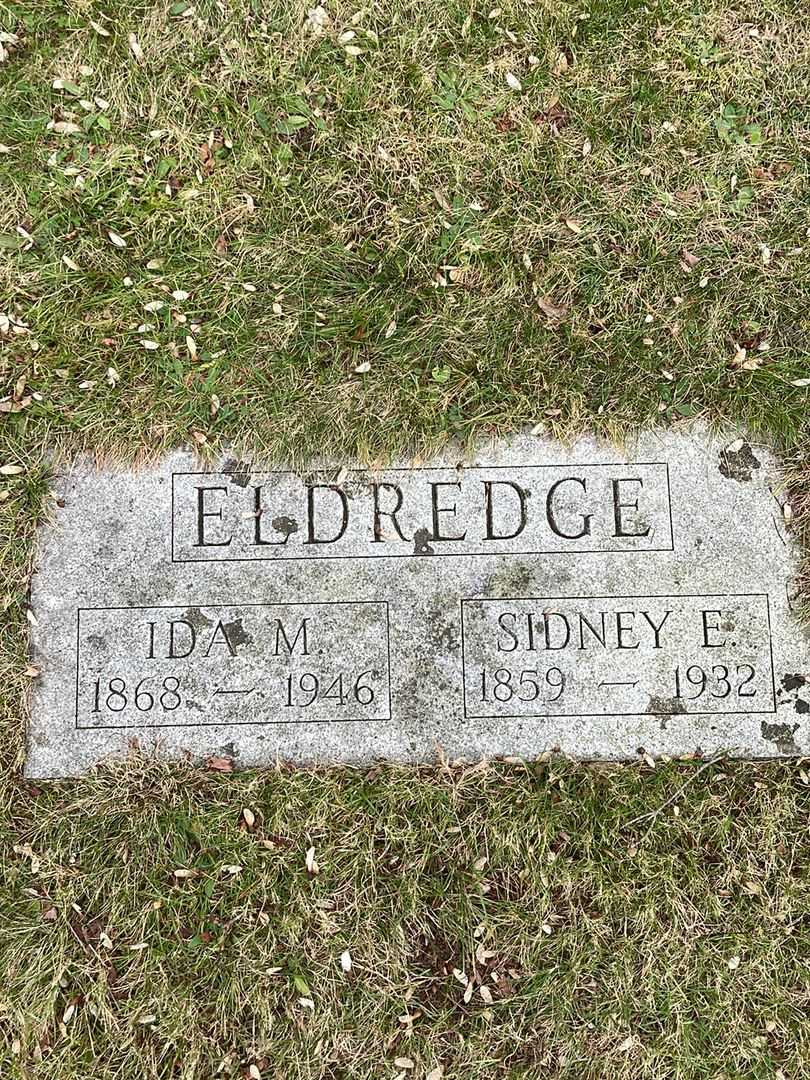 ELDREDGE
IDA M.
1868 — 1946
SIDNEY E.
1859 — 1932